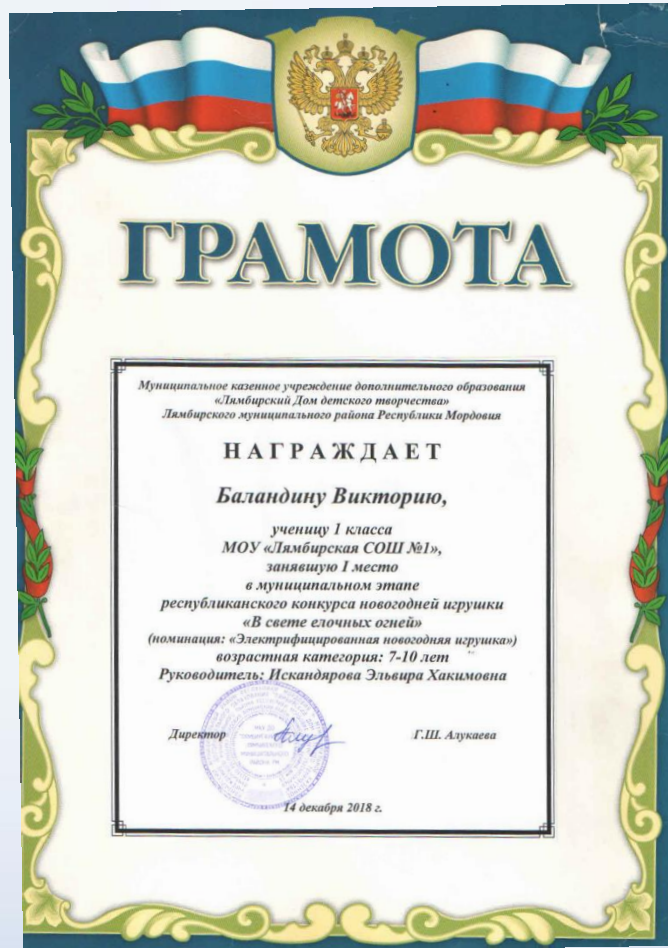 ГРАМОТА
Муниципальное казенное учреждение дополнительного образования
«Лямбирский Дом детского творчества»
Лямбирского муниципального района Республики Мордовия
НАГРАЖДАЕТ
Баландину Викторию,
ученицу 1 класса
МОУ «Лямбирская СОШ №1»,
занявшую I место
в муниципальном этапе
республиканского конкурса новогодней игрушки
«В свете елочных огней»
(номинация: «Электрифицированная новогодняя игрушка»)
возрастная категория: 7-10 лет
Руководитель: Искандярова Эльвира Хакимовна
Директор Г.Ш. Алукаева
14 декабря 2018 г.